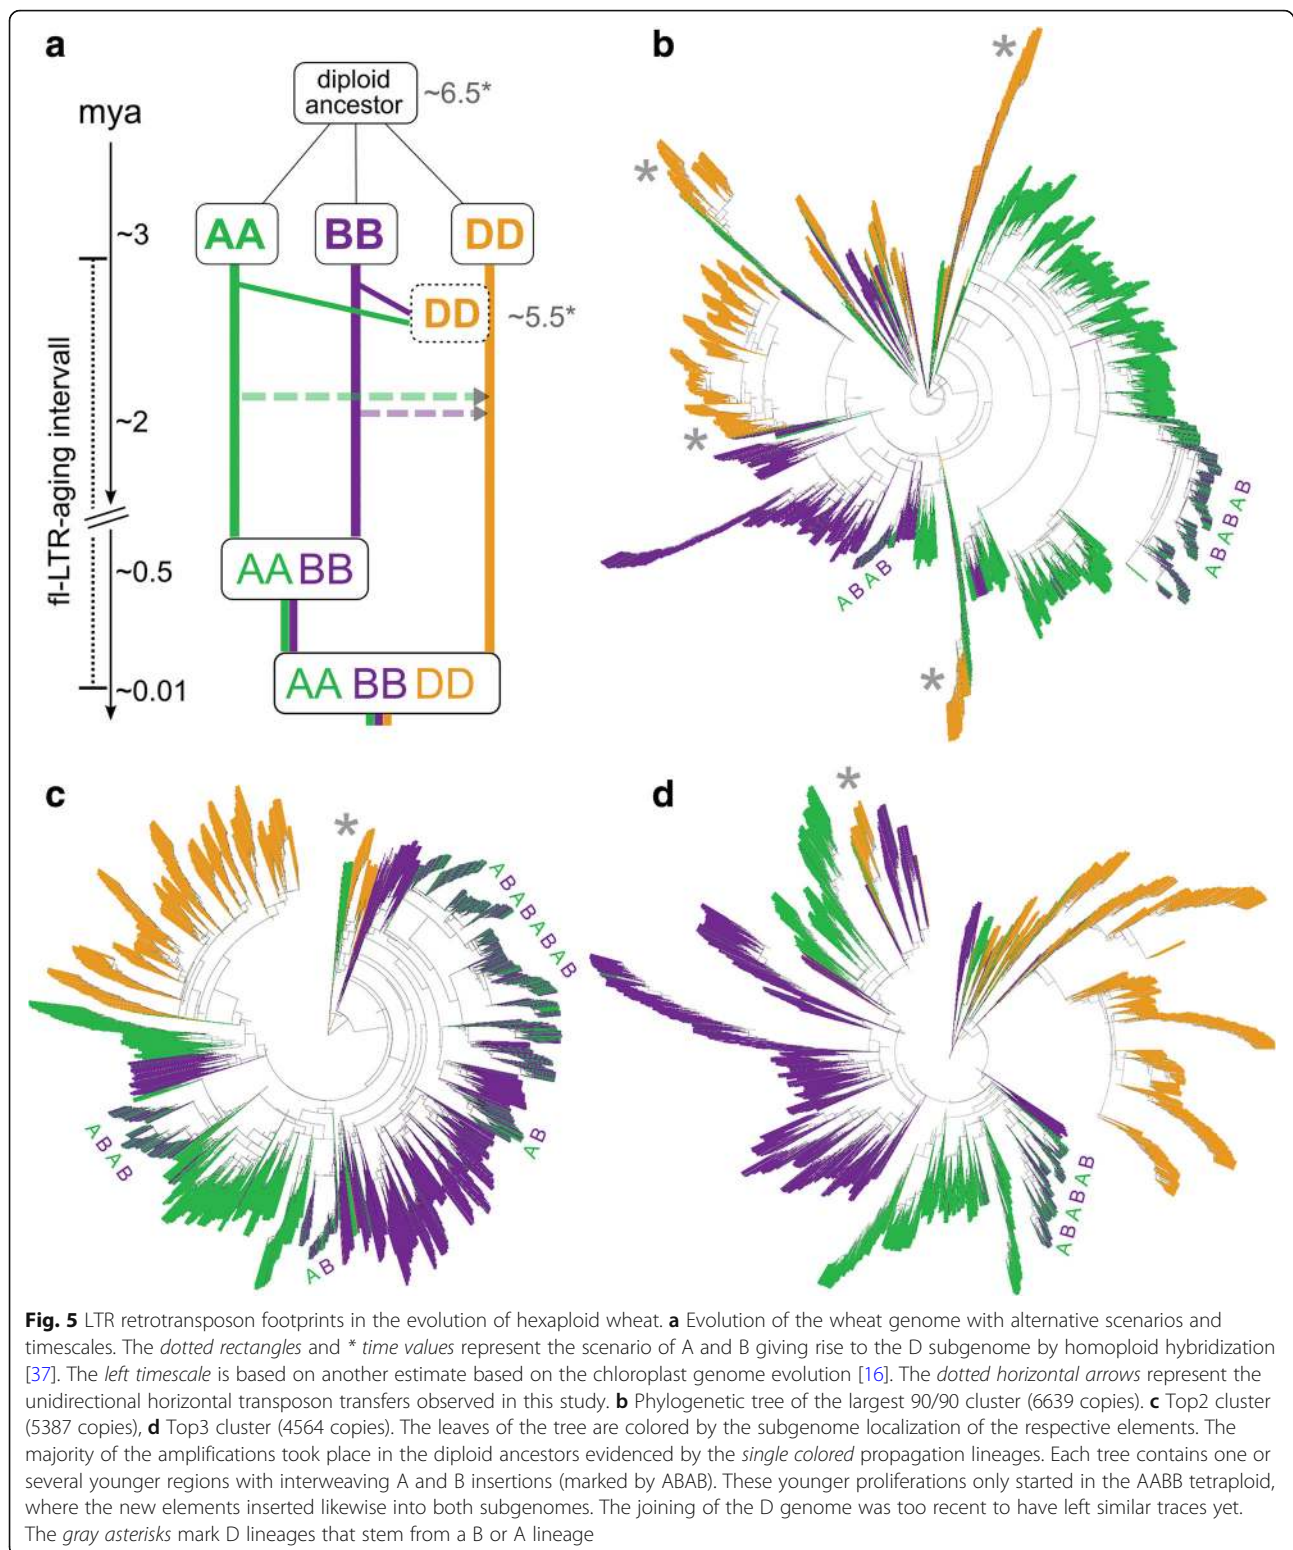 a
diploid
ancestor
~6.5*
mya
AA
BB
DD
~3
DD
~5.5*
~2
fl-LTR-aging intervall
AA BB
~0.5
AA BB DD
~0.01
b
*
*
*
ABABAB
ABAB
*
c
*
ABABABAB
ABAB
AB
AB
d
*
ABABAB
Fig. 5 LTR retrotransposon footprints in the evolution of hexaploid wheat. a Evolution of the wheat genome with alternative scenarios and
timescales. The dotted rectangles and * time values represent the scenario of A and B giving rise to the D subgenome by homoploid hybridization
[37]. The left timescale is based on another estimate based on the chloroplast genome evolution [16]. The dotted horizontal arrows represent the
unidirectional horizontal transposon transfers observed in this study. b Phylogenetic tree of the largest 90/90 cluster (6639 copies). c Top2 cluster
(5387 copies), d Top3 cluster (4564 copies). The leaves of the tree are colored by the subgenome localization of the respective elements. The
majority of the amplifications took place in the diploid ancestors evidenced by the single colored propagation lineages. Each tree contains one or
several younger regions with interweaving A and B insertions (marked by ABAB). These younger proliferations only started in the AABB tetraploid,
where the new elements inserted likewise into both subgenomes. The joining of the D genome was too recent to have left similar traces yet.
The gray asterisks mark D lineages that stem from a B or A lineage